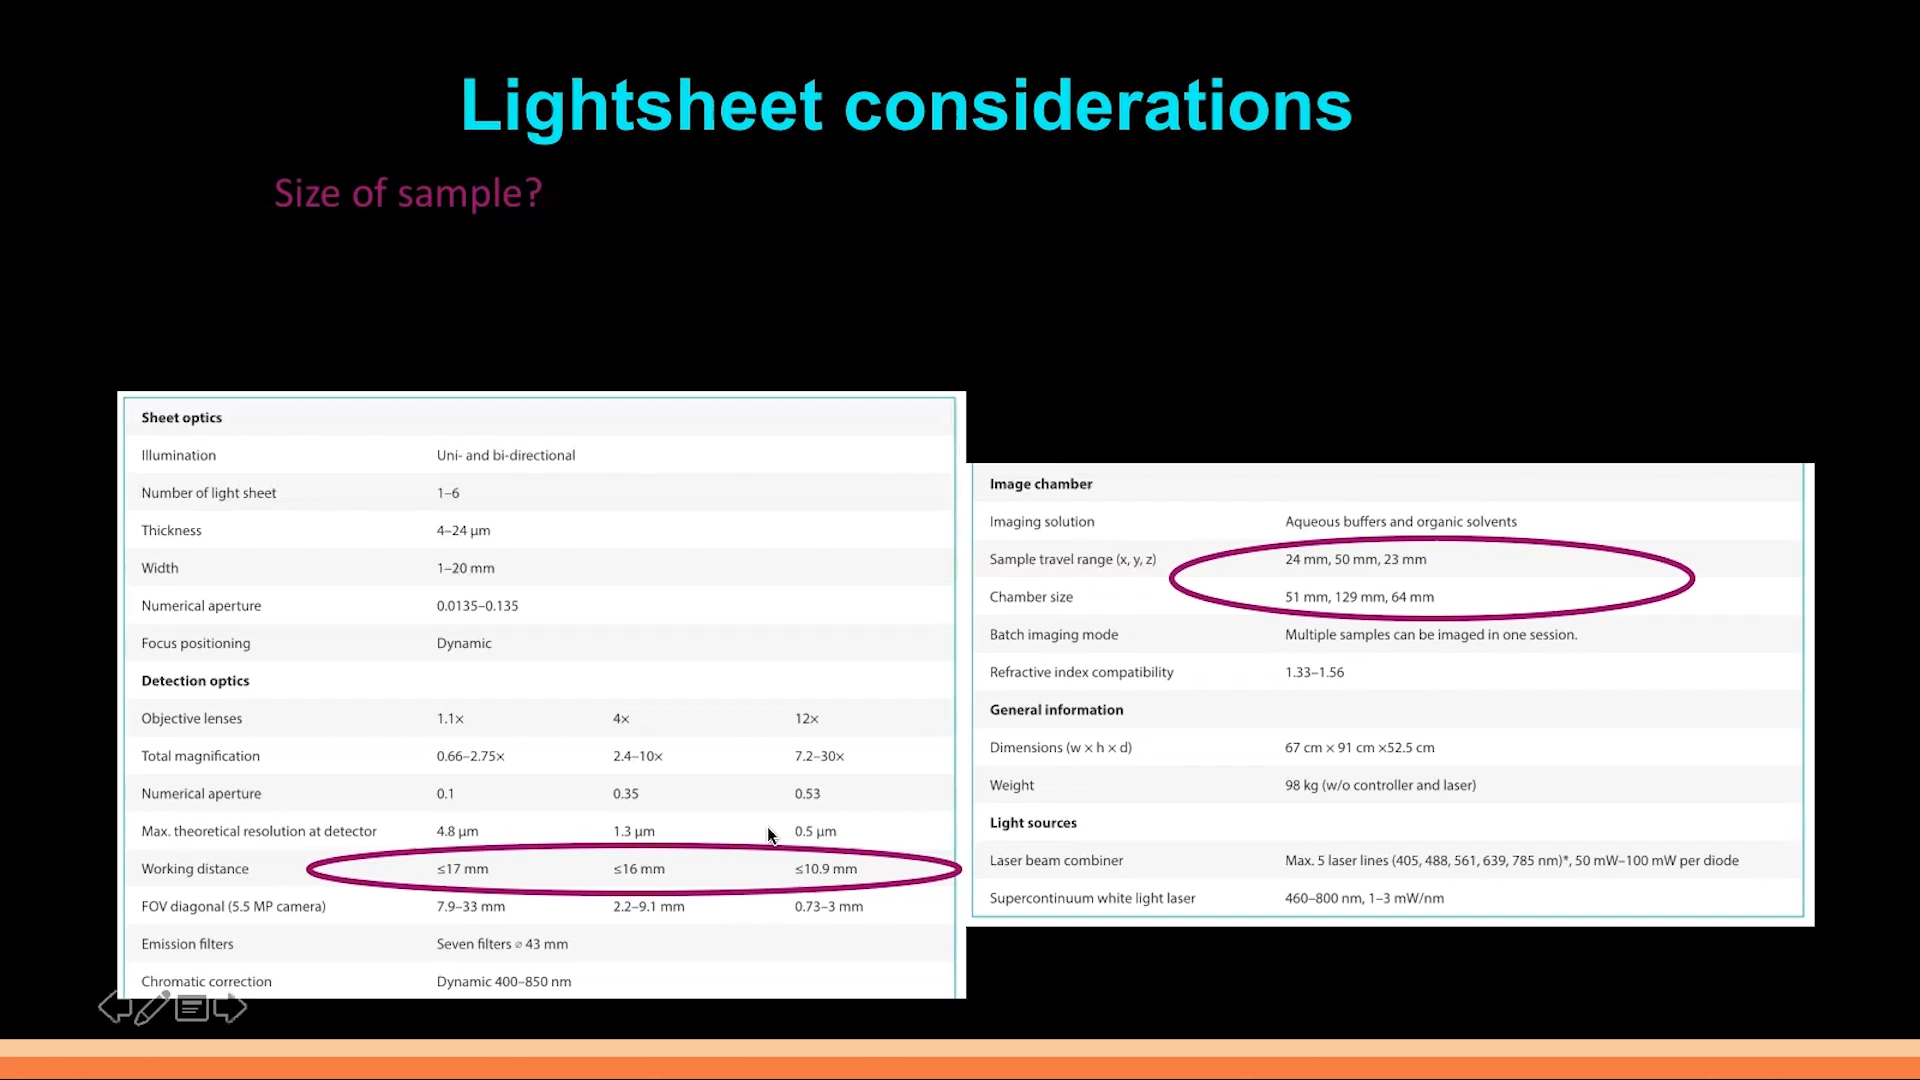 Lightsheet considerations
Size of sample?
Sheet optics
Illumination Uni- and bi-directional
Number of light sheet 1–6
Thickness 4–24 µm
Width 1–20 mm
Numerical aperture 0.0135–0.135
Focus positioning Dynamic
Detection optics
Objective lenses 1.1× 4× 12×
Total magnification 0.66–2.75× 2.4–10× 7.2–30×
Numerical aperture 0.1 0.35 0.53
Max. theoretical resolution at detector 4.8 µm 1.3 µm 0.5 µm
Working distance ≤17 mm ≤16 mm ≤10.9 mm
FOV diagonal (5.5 MP camera) 7.9–33 mm 2.2–9.1 mm 0.73–3 mm
Emission filters Seven filters ⌀ 43 mm
Chromatic correction Dynamic 400–850 nm
Image chamber
Imaging solution Aqueous buffers and organic solvents
Sample travel range (x, y, z) 24 mm, 50 mm, 23 mm
Chamber size 51 mm, 129 mm, 64 mm
Batch imaging mode Multiple samples can be imaged in one session.
Refractive index compatibility 1.33–1.56
General information
Dimensions (w × h × d) 67 cm × 91 cm ×52.5 cm
Weight 98 kg (w/o controller and laser)
Light sources
Laser beam combiner Max. 5 laser lines (405, 488, 561, 639, 785 nm)*, 50 mW–100 mW per diode
Supercontinuum white light laser 460–800 nm, 1–3 mW/nm